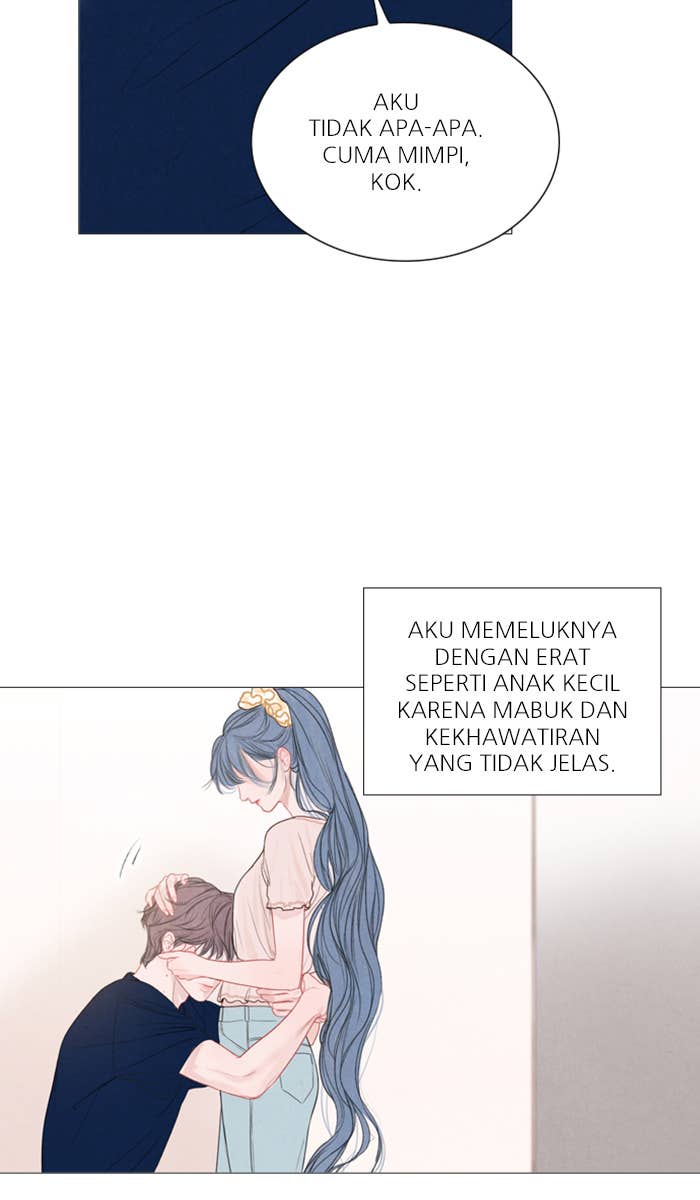 AKU
TIDAK APA-APA.
CUMA MIMPI,
KOK.
AKU MEMELUKNYA
DENGAN ERAT
SEPERTI ANAK KECIL
KARENA MABUK DAN
KEKHAWATIRAN
YANG TIDAK JELAS.